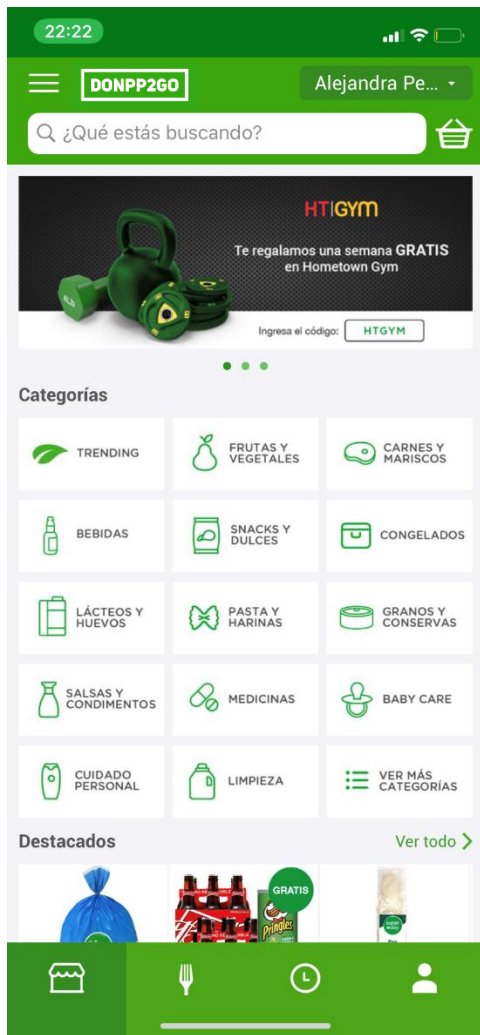 22:22
DONPP2GO
Alejandra Pe...
¿Qué estás buscando?
HTGYM
Te regalamos una semana GRATIS
en Hometown Gym
Ingresa el código: HTGYM
Categorías
TRENDING
FRUTAS Y
VEGETALES
CARNES Y
MARISCOS
BEBIDAS
SNACKS Y
DULCES
CONGELADOS
LÁCTEOS Y
HUEVOS
PASTA Y
HARINAS
GRANOS Y
CONSERVAS
SALSAS Y
CONDIMENTOS
MEDICINAS
BABY CARE
CUIDADO
PERSONAL
LIMPIEZA
VER MÁS
CATEGORÍAS
Destacados
Ver todo
GRATIS
Pringles